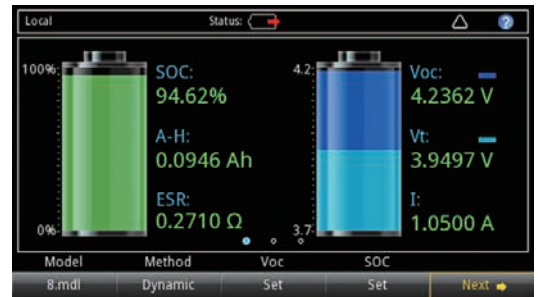 Local Status: ?
100% SOC: 4.2 Voc:
94.62% 4.2362 V
A-H: Vt:
0.0946 Ah 3.9497 V
ESR: I:
0% 0.2710 Ω 3.7 1.0500 A
Model Method Voc SOC
8.mdl Dynamic Set Set Next